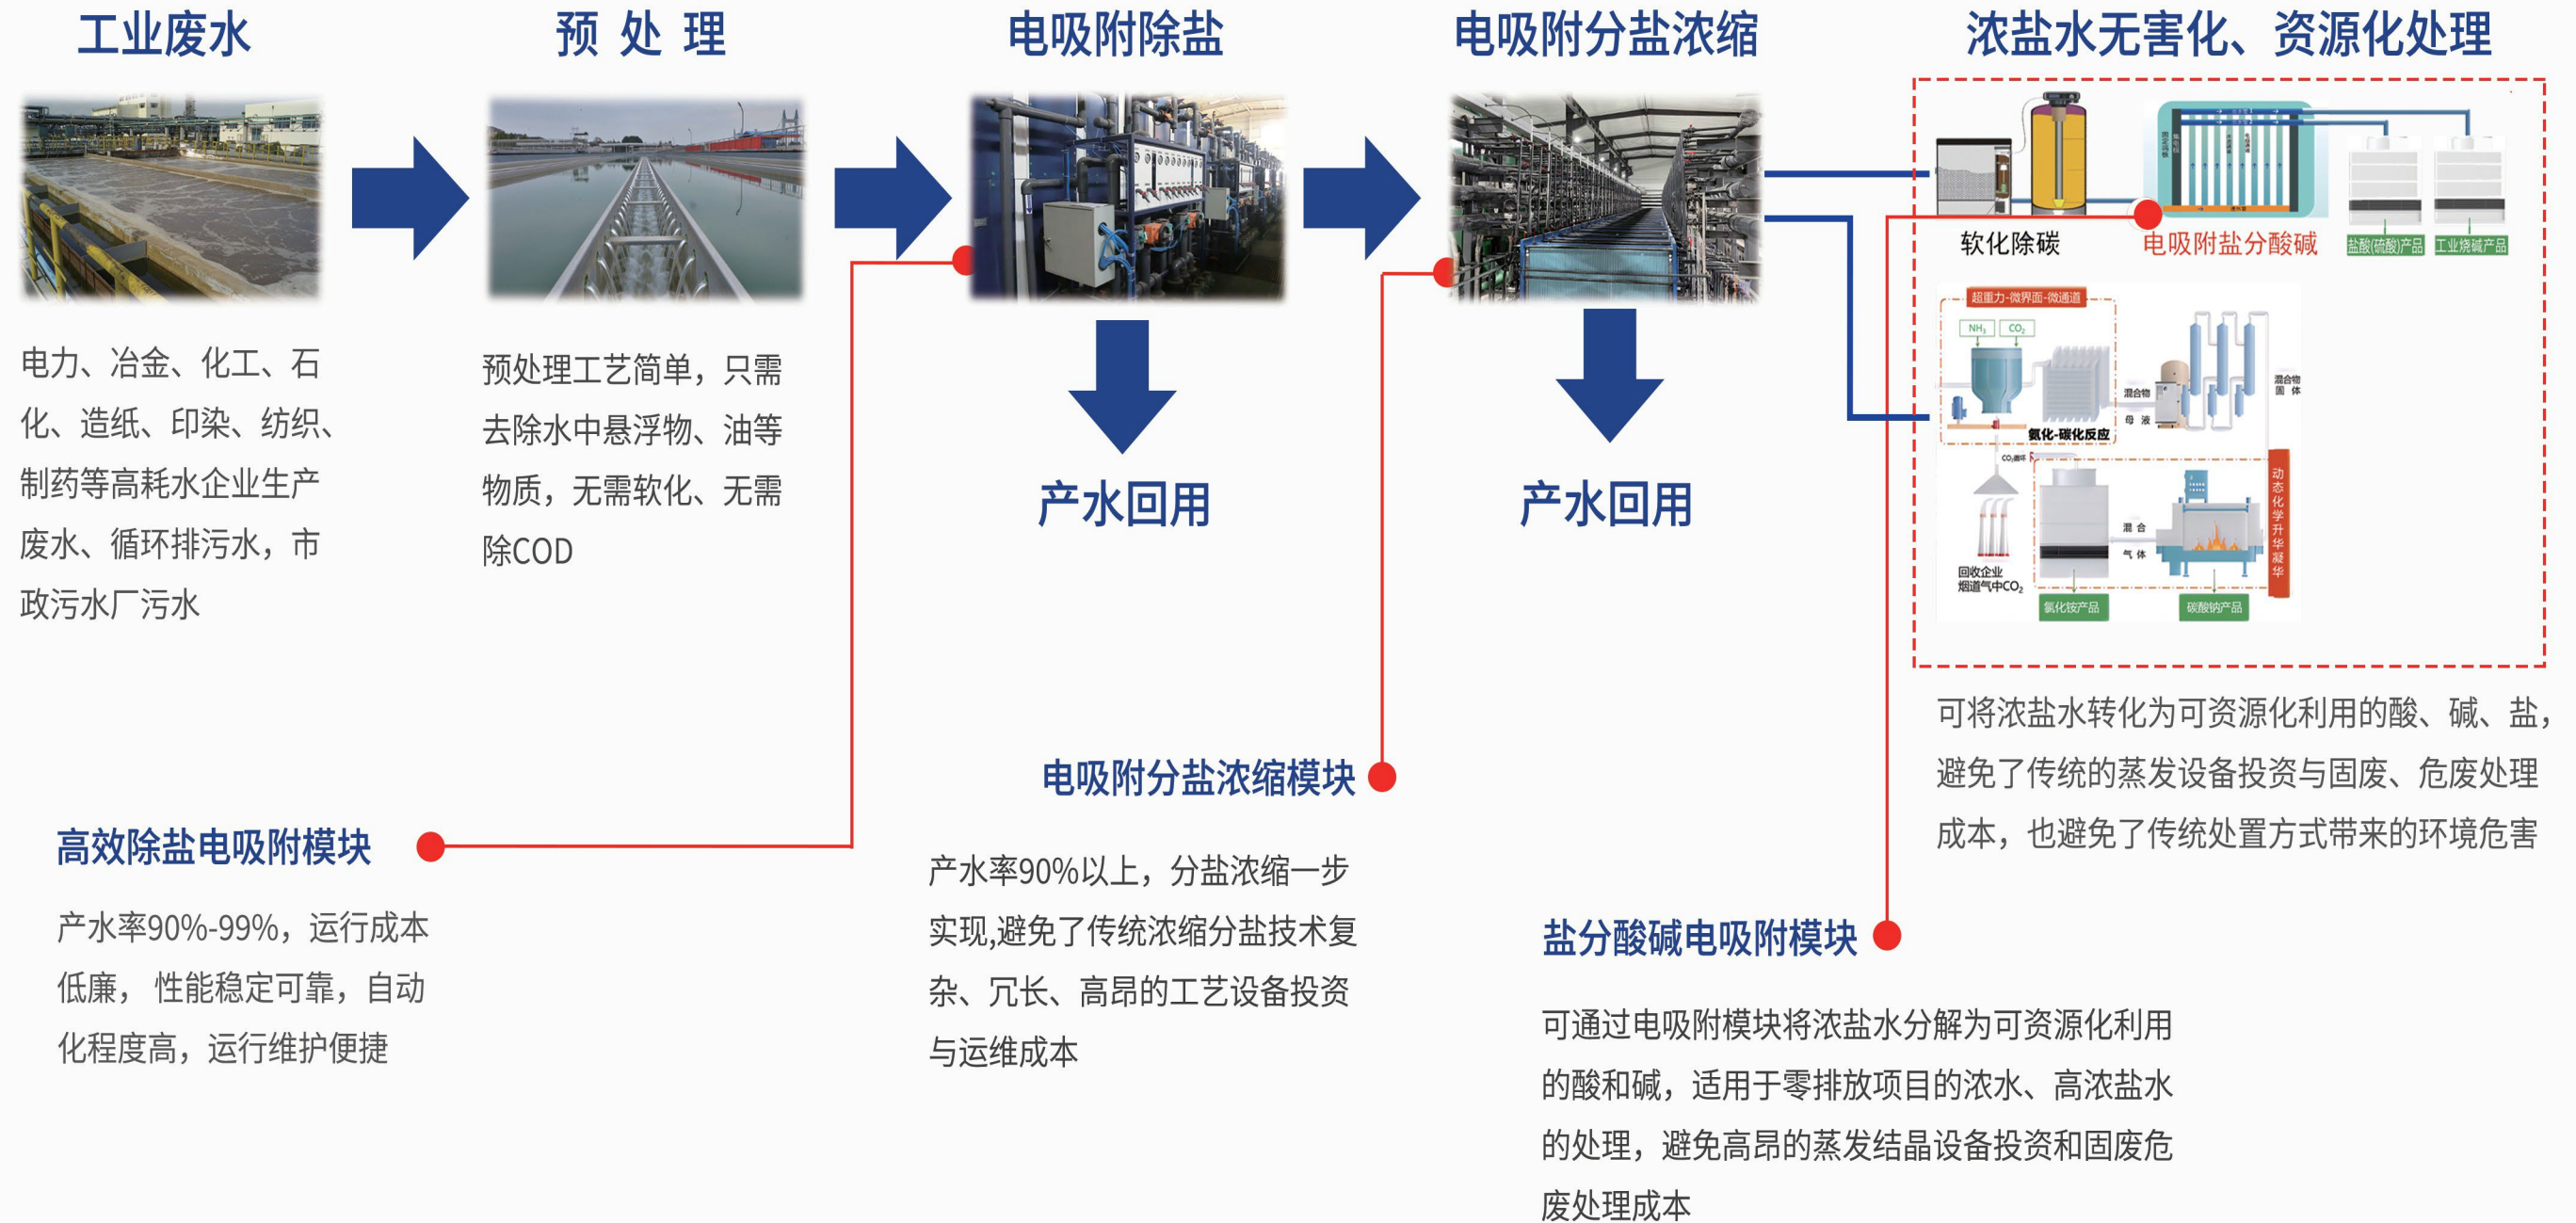 工业废水
预处理
电吸附除盐
电吸附分盐浓缩
浓盐水无害化、资源化处理
电力、冶金、化工、石
化、造纸、印染、纺织、
制药等高耗水企业生产
废水、循环排污水，市
政污水厂污水
预处理工艺简单，只需
去除水中悬浮物、油等
物质，无需软化、无需
除COD
产水回用
产水回用
软化除碳
电吸附盐分酸碱
盐酸(硫酸)产品
工业烧碱产品
超重力-微界面-微通道
NH₃
CO₂
混合物
母 液
混合物
固 体
氨化-碳化反应
CO₂循环
混 合
气 体
回收企业
烟道气中CO₂
氯化铵产品
碳酸钠产品
动态化学升华凝华
可将浓盐水转化为可资源化利用的酸、碱、盐，
避免了传统的蒸发设备投资与固废、危废处理
成本，也避免了传统处置方式带来的环境危害
高效除盐电吸附模块
产水率90%-99%，运行成本
低廉， 性能稳定可靠，自动
化程度高，运行维护便捷
电吸附分盐浓缩模块
产水率90%以上，分盐浓缩一步
实现,避免了传统浓缩分盐技术复
杂、冗长、高昂的工艺设备投资
与运维成本
盐分酸碱电吸附模块
可通过电吸附模块将浓盐水分解为可资源化利用
的酸和碱，适用于零排放项目的浓水、高浓盐水
的处理，避免高昂的蒸发结晶设备投资和固废危
废处理成本